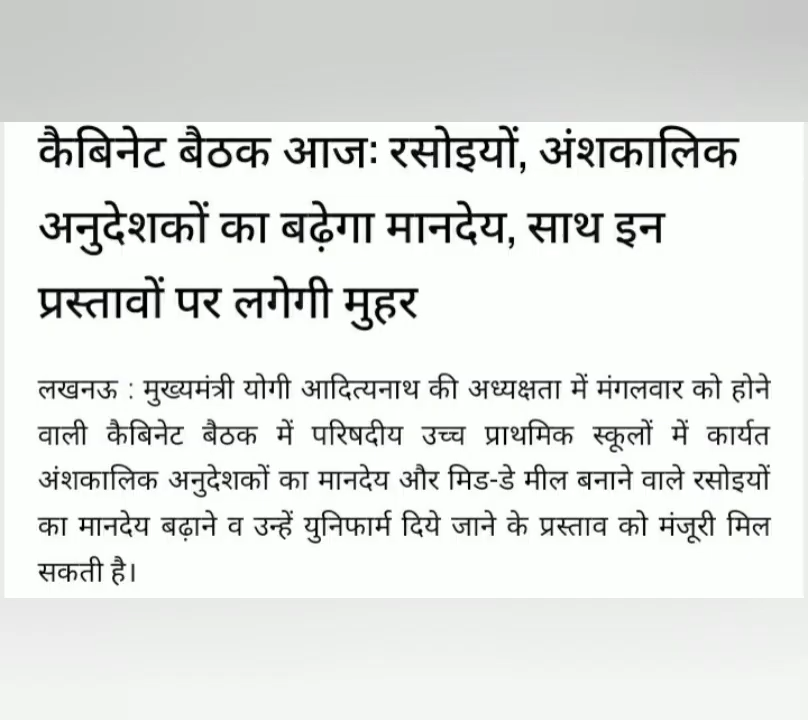 कैबिनेट बैठक आजः रसोइयों, अंशकालिक
अनुदेशकों का बढ़ेगा मानदेय, साथ इन
प्रस्तावों पर लगेगी मुहर
लखनऊ : मुख्यमंत्री योगी आदित्यनाथ की अध्यक्षता में मंगलवार को होने
वाली कैबिनेट बैठक में परिषदीय उच्च प्राथमिक स्कूलों में कार्यत
अंशकालिक अनुदेशकों का मानदेय और मिड-डे मील बनाने वाले रसोइयों
का मानदेय बढ़ाने व उन्हें युनिफार्म दिये जाने के प्रस्ताव को मंजूरी मिल
सकती है।